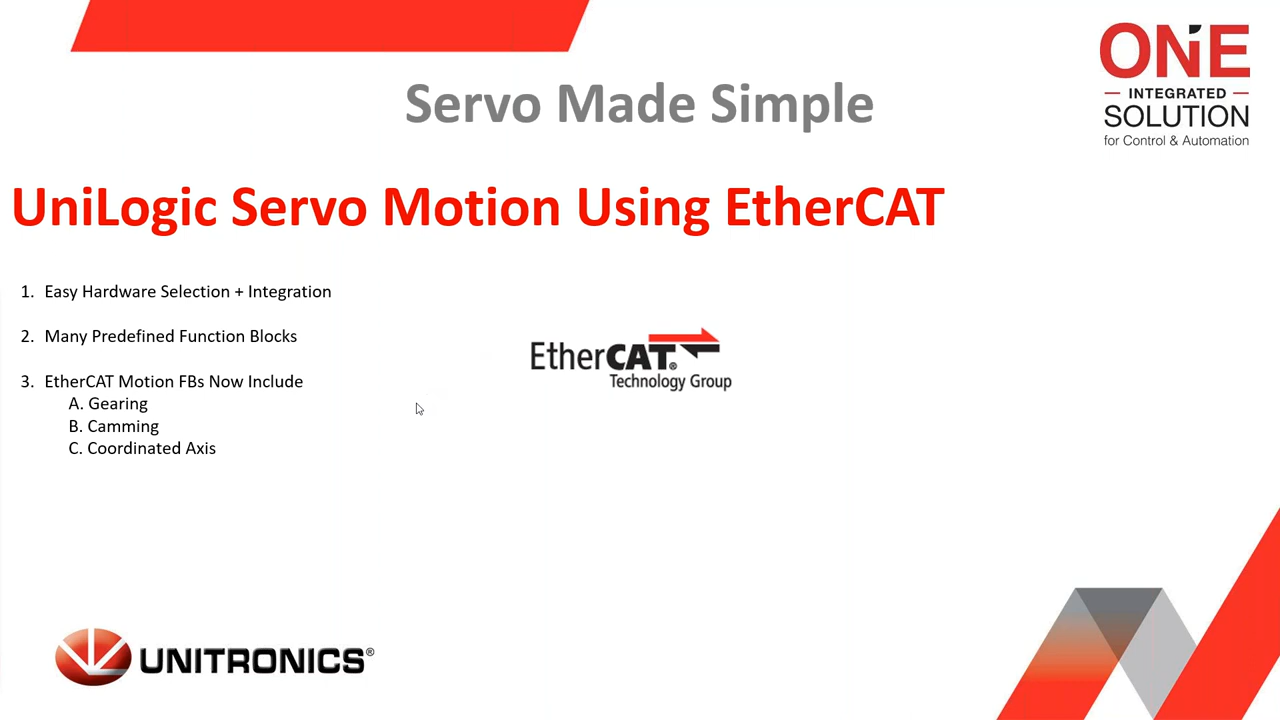 Servo Made Simple
ONE
INTEGRATED
SOLUTION
for Control & Automation
UniLogic Servo Motion Using EtherCAT
1. Easy Hardware Selection + Integration
2. Many Predefined Function Blocks
3. EtherCAT Motion FBs Now Include
A. Gearing
B. Camming
C. Coordinated Axis
EtherCAT®
Technology Group
UNITRONICS®